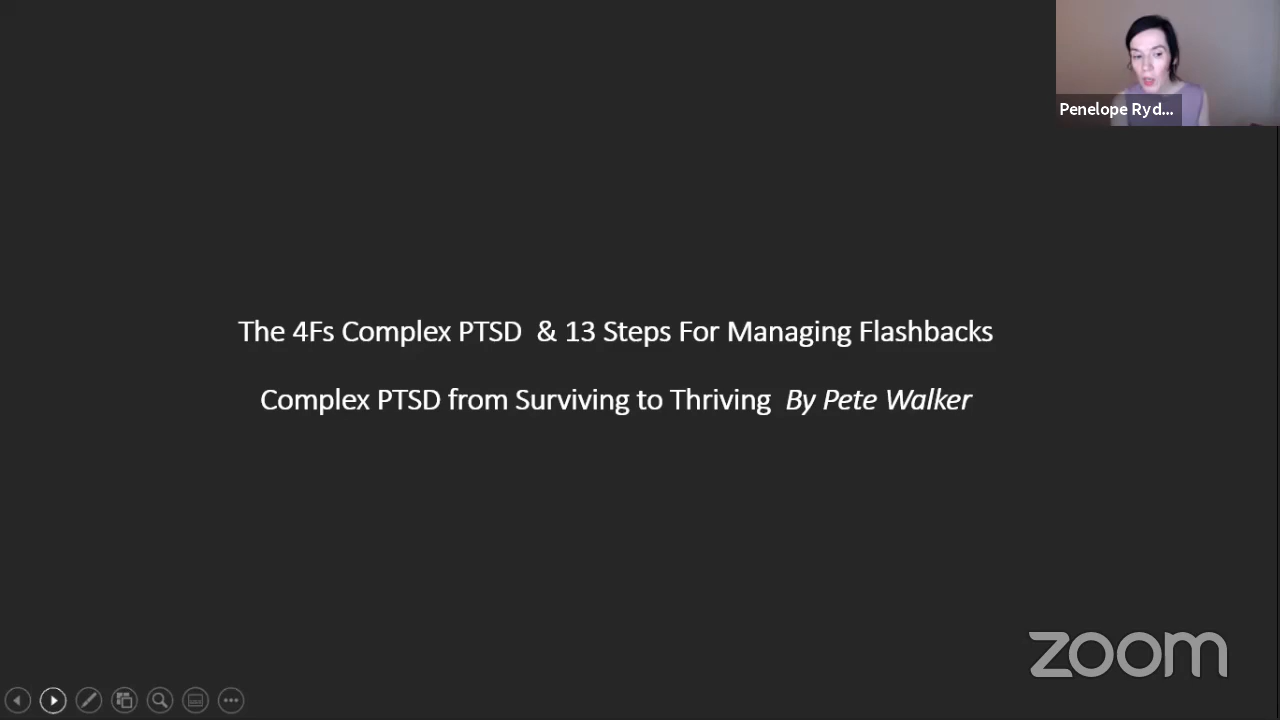 Penelope Ryd...
The 4Fs Complex PTSD & 13 Steps For Managing Flashbacks
Complex PTSD from Surviving to Thriving By Pete Walker
zoom